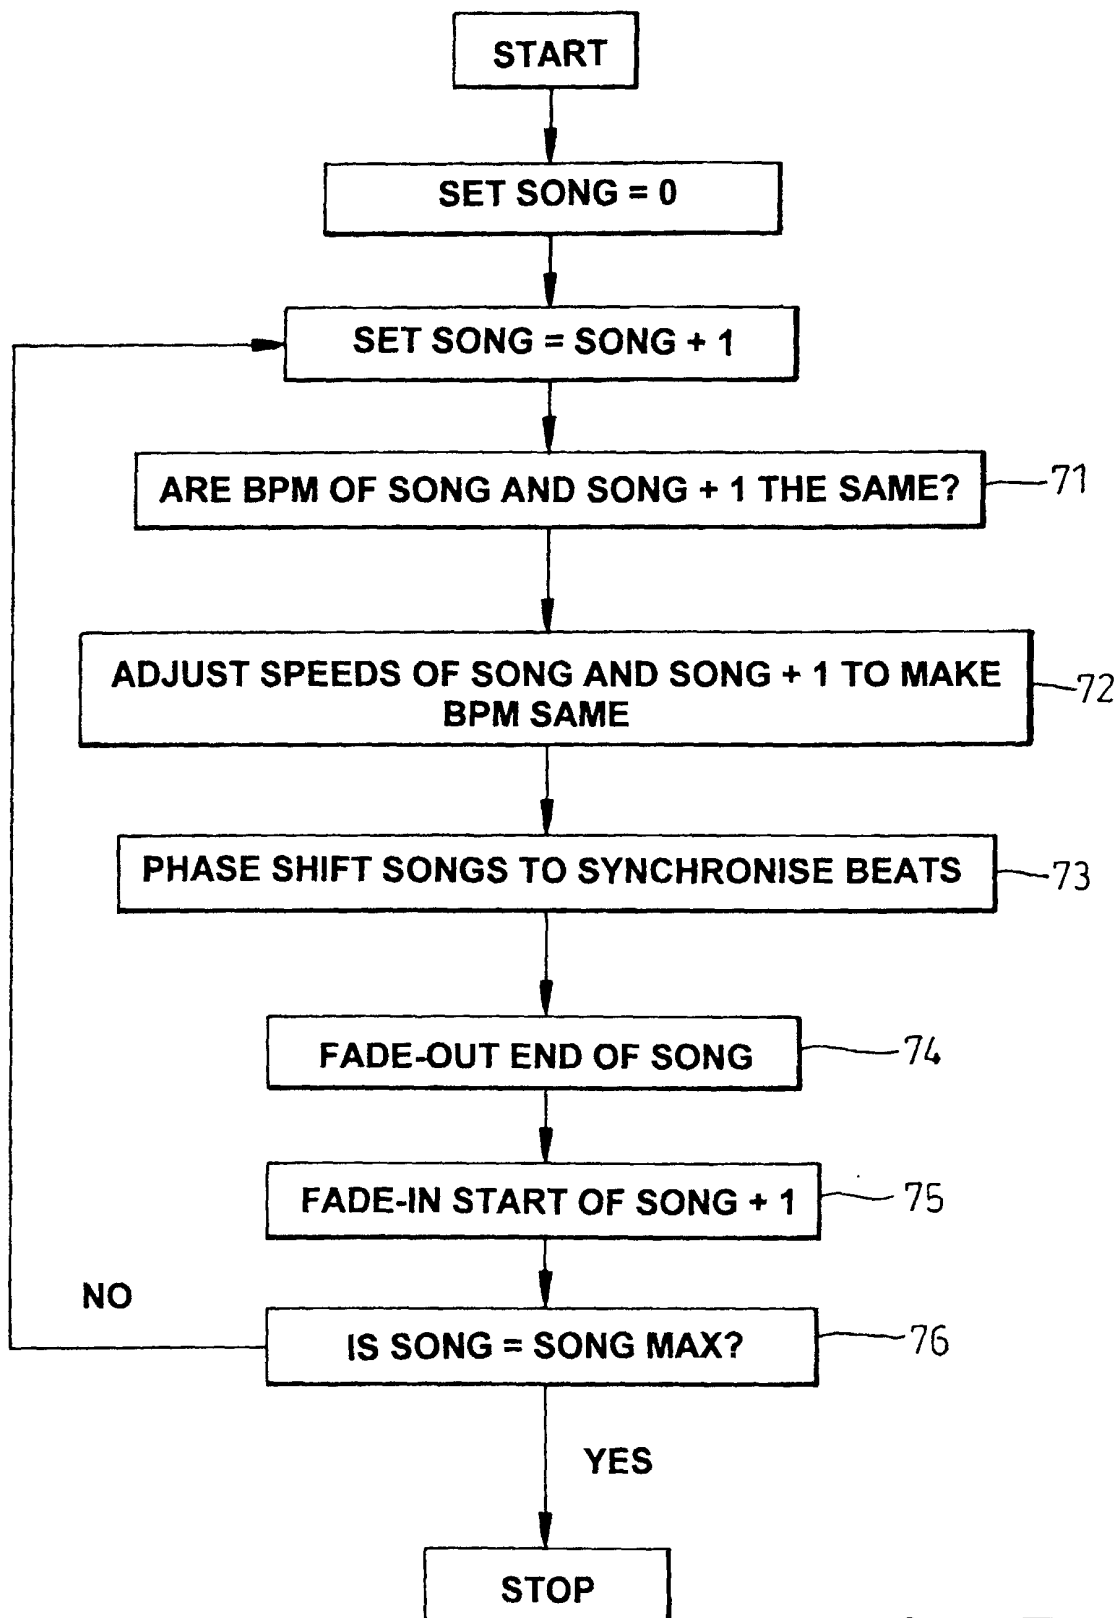 START
SET SONG = 0
SET SONG = SONG + 1
ARE BPM OF SONG AND SONG + 1 THE SAME?
71
ADJUST SPEEDS OF SONG AND SONG + 1 TO MAKE
BPM SAME
72
PHASE SHIFT SONGS TO SYNCHRONISE BEATS
73
FADE-OUT END OF SONG
74
FADE-IN START OF SONG + 1
75
NO
IS SONG = SONG MAX?
76
YES
STOP